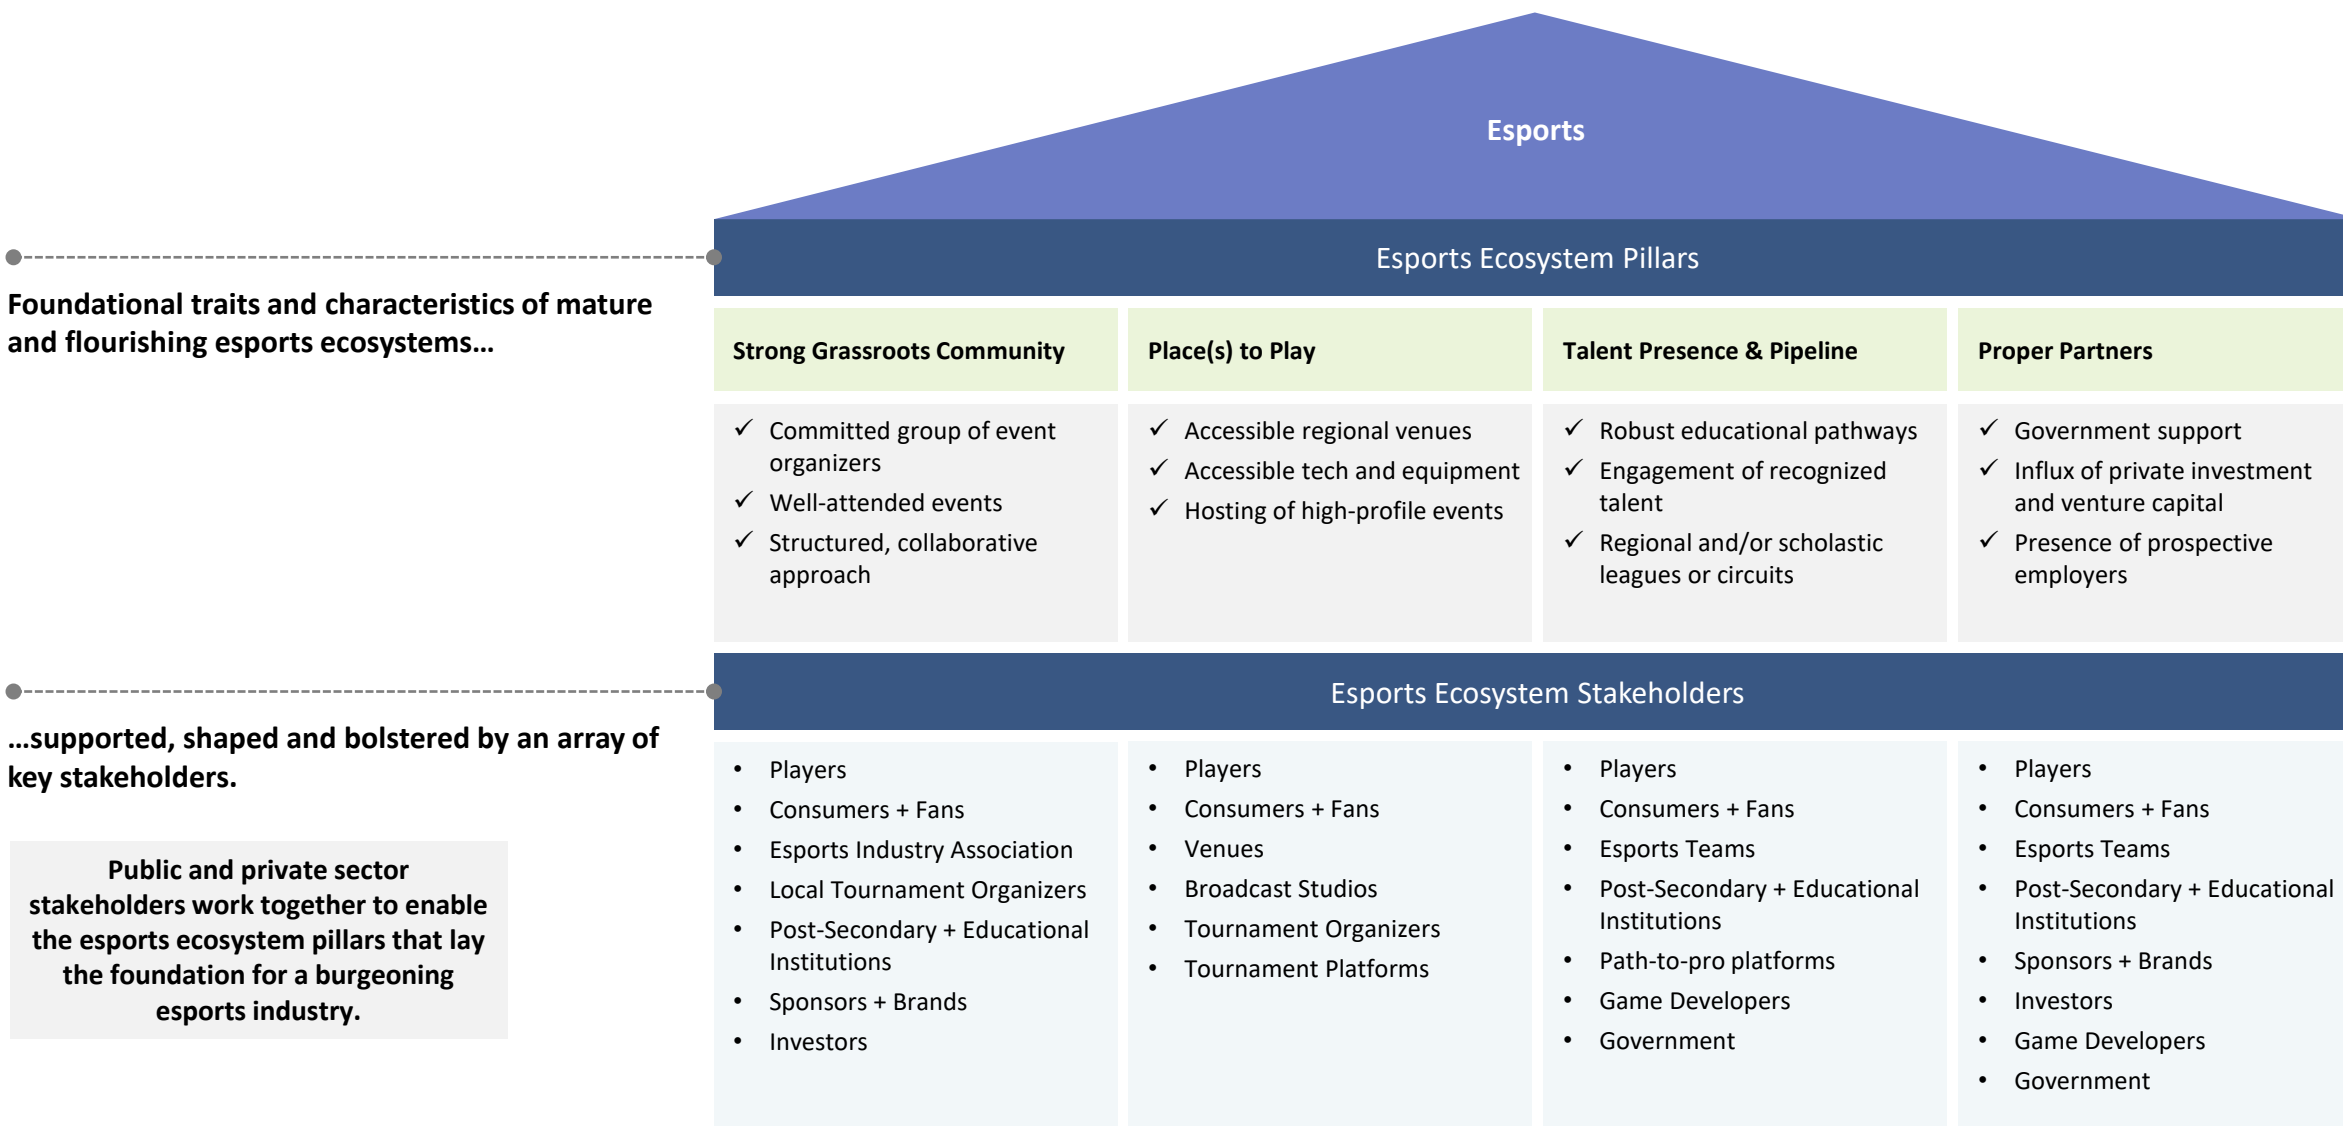 Esports
Esports Ecosystem Pillars
Foundational traits and characteristics of mature
and flourishing esports ecosystems...
Strong Grassroots Community
✓ Committed group of event
organizers
✓ Well-attended events
✓ Structured, collaborative
approach
Place(s) to Play
✓ Accessible regional venues
✓ Accessible tech and equipment
✓ Hosting of high-profile events
Talent Presence & Pipeline
✓ Robust educational pathways
✓ Engagement of recognized
talent
✓ Regional and/or scholastic
leagues or circuits
Proper Partners
✓ Government support
✓ Influx of private investment
and venture capital
✓ Presence of prospective
employers
Esports Ecosystem Stakeholders
...supported, shaped and bolstered by an array of
key stakeholders.
Public and private sector
stakeholders work together to enable
the esports ecosystem pillars that lay
the foundation for a burgeoning
esports industry.
• Players
• Consumers + Fans
• Esports Industry Association
• Local Tournament Organizers
• Post-Secondary + Educational
Institutions
• Sponsors + Brands
• Investors
• Players
• Consumers + Fans
• Venues
• Broadcast Studios
• Tournament Organizers
• Tournament Platforms
• Players
• Consumers + Fans
• Esports Teams
• Post-Secondary + Educational
Institutions
• Path-to-pro platforms
• Game Developers
• Government
• Players
• Consumers + Fans
• Esports Teams
• Post-Secondary + Educational
Institutions
• Sponsors + Brands
• Investors
• Game Developers
• Government